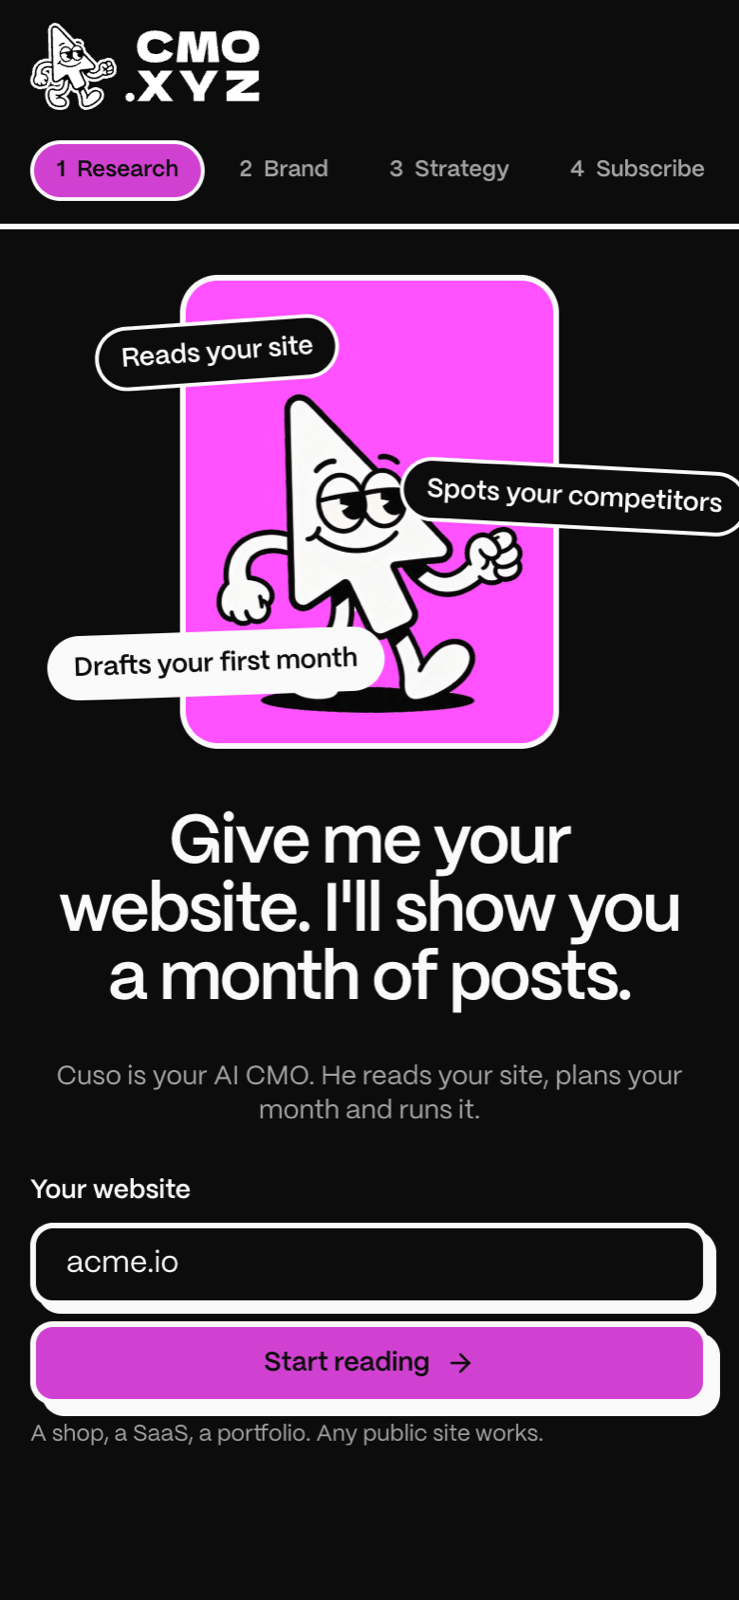 CMO
.XYZ
1 Research
2 Brand
3 Strategy
4 Subscribe
Reads your site
Spots your competitors
Drafts your first month
Give me your
website. I'll show you
a month of posts.
Cuso is your AI CMO. He reads your site, plans your
month and runs it.
Your website
acme.io
Start reading →
A shop, a SaaS, a portfolio. Any public site works.